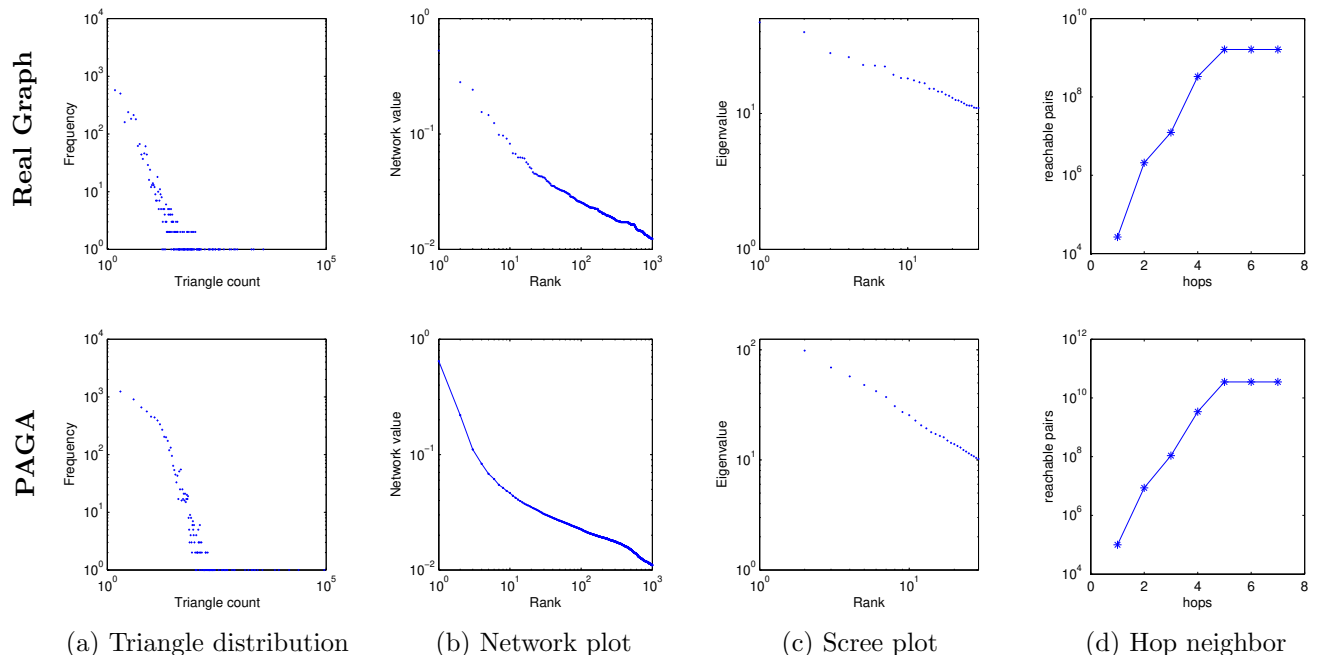 Real Graph
Frequency
10^4
10^3
10^2
10^1
10^0
10^0 10^5
Triangle count
Network value
10^0
10^-1
10^-2
10^0 10^1 10^2 10^3
Rank
Eigenvalue
10^1
10^0
10^0 10^1
Rank
reachable pairs
10^10
10^8
10^6
10^4
0 2 4 6 8
hops
PAGA
Frequency
10^4
10^3
10^2
10^1
10^0
10^0 10^5
Triangle count
Network value
10^0
10^-1
10^-2
10^0 10^1 10^2 10^3
Rank
Eigenvalue
10^2
10^1
10^0
10^0 10^1
Rank
reachable pairs
10^12
10^10
10^8
10^6
10^4
0 2 4 6 8
hops
(a) Triangle distribution (b) Network plot (c) Scree plot (d) Hop neighbor